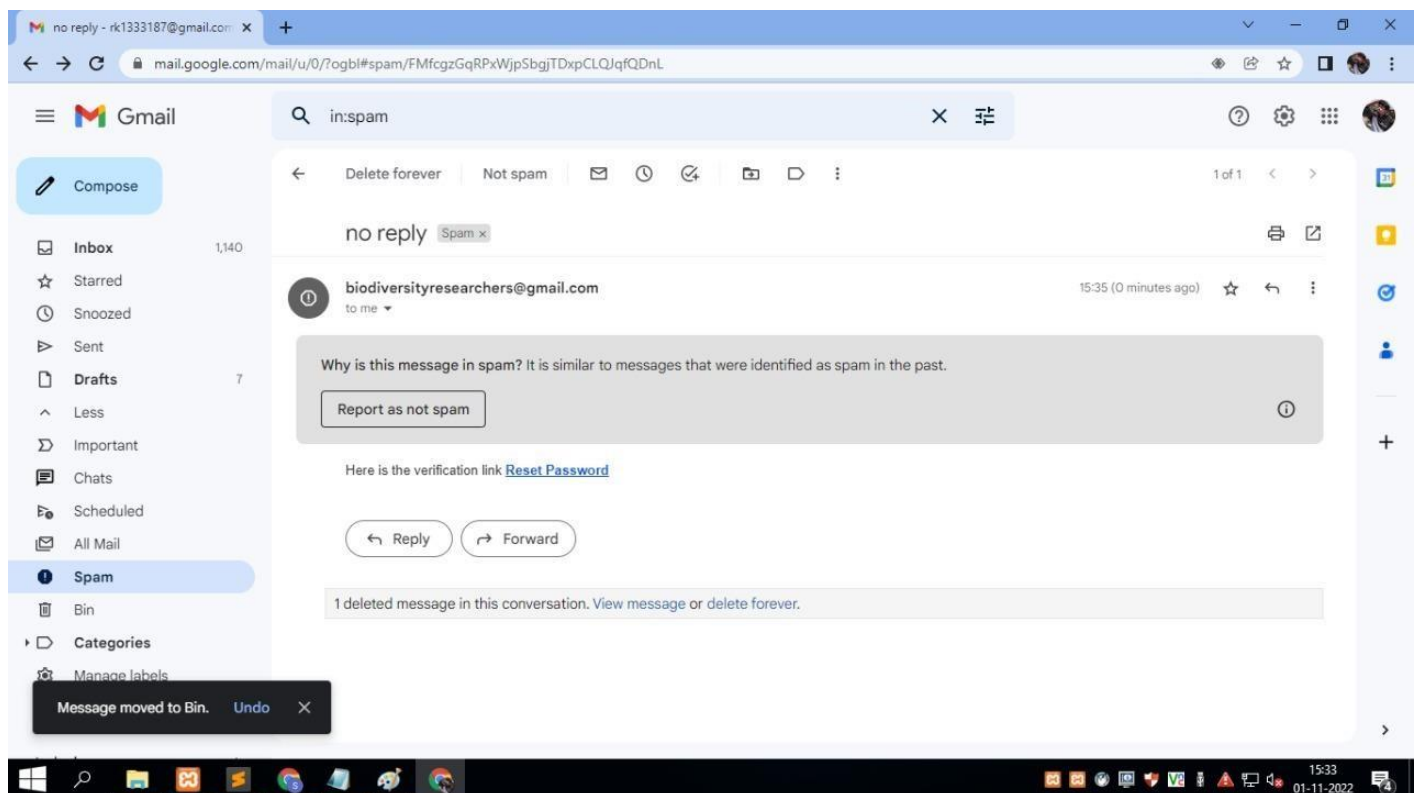 no reply - rk1333187@gmail.com
mail.google.com/mail/u/0/?ogbl#spam/FMfcgzGqRPxWjpSbgjTDxpCLQJqfQDnL
Gmail
in:spam
Compose
Delete forever Not spam 1 of 1
31
no reply Spam x
Inbox 1,140
Starred
biodiversityresearchers@gmail.com 15:35 (0 minutes ago)
to me
Snoozed
Sent
Why is this message in spam? It is similar to messages that were identified as spam in the past.
Drafts 7
Less
Report as not spam
Important
Here is the verification link Reset Password
Chats
Scheduled
Reply Forward
All Mail
Spam
1 deleted message in this conversation. View message or delete forever.
Bin
Categories
Manage labels
Message moved to Bin. Undo
15:33
01-11-2022
4